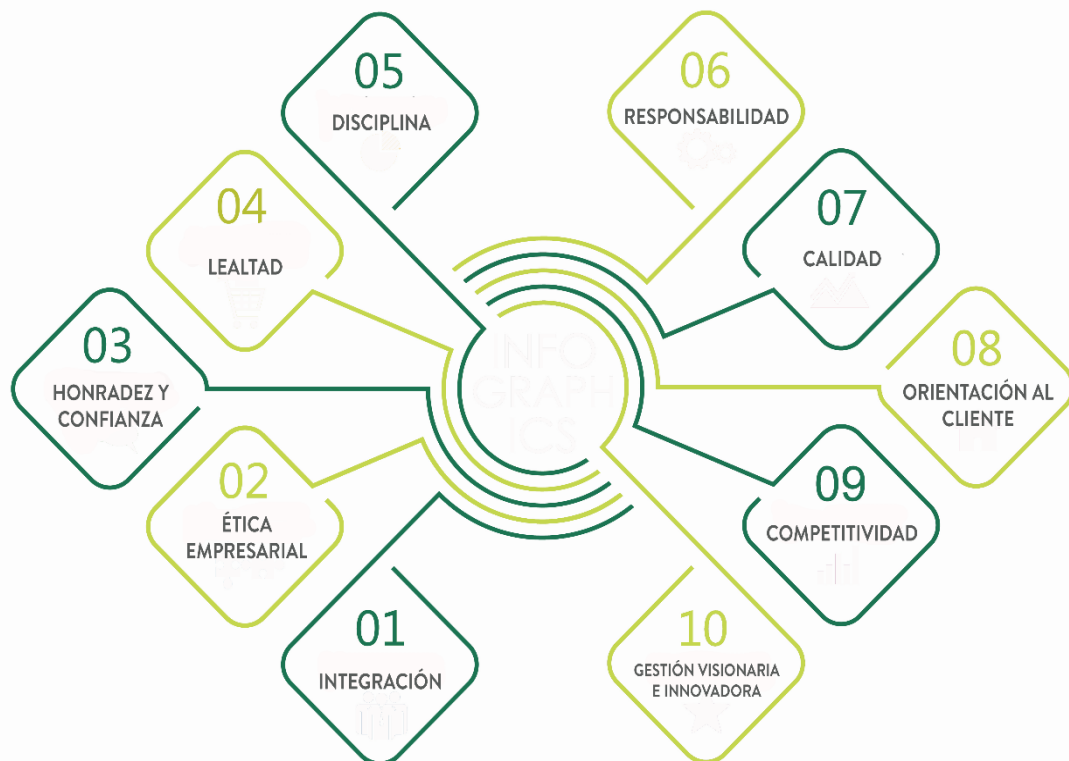 05
DISCIPLINA
06
RESPONSABILIDAD
04
LEALTAD
07
CALIDAD
03
HONRADEZ Y
CONFIANZA
INFO
GRAPH
ICS
08
ORIENTACIÓN AL
CLIENTE
02
ÉTICA
EMPRESARIAL
09
COMPETITIVIDAD
01
INTEGRACIÓN
10
GESTIÓN VISIONARIA
E INNOVADORA